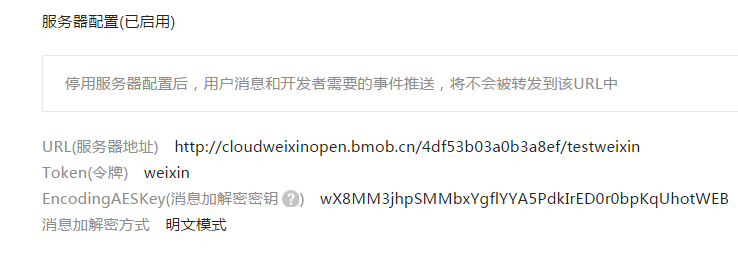 服务器配置(已启用)
停用服务器配置后，用户消息和开发者需要的事件推送，将不会被转发到该URL中
URL(服务器地址) http://cloudweixinopen.bmob.cn/4df53b03a0b3a8ef/testweixin
Token(令牌) weixin
EncodingAESKey(消息加解密密钥 ?) wX8MM3jhpSMMbxYgflYYA5PdkIrED0r0bpKqUhotWEB
消息加解密方式 明文模式